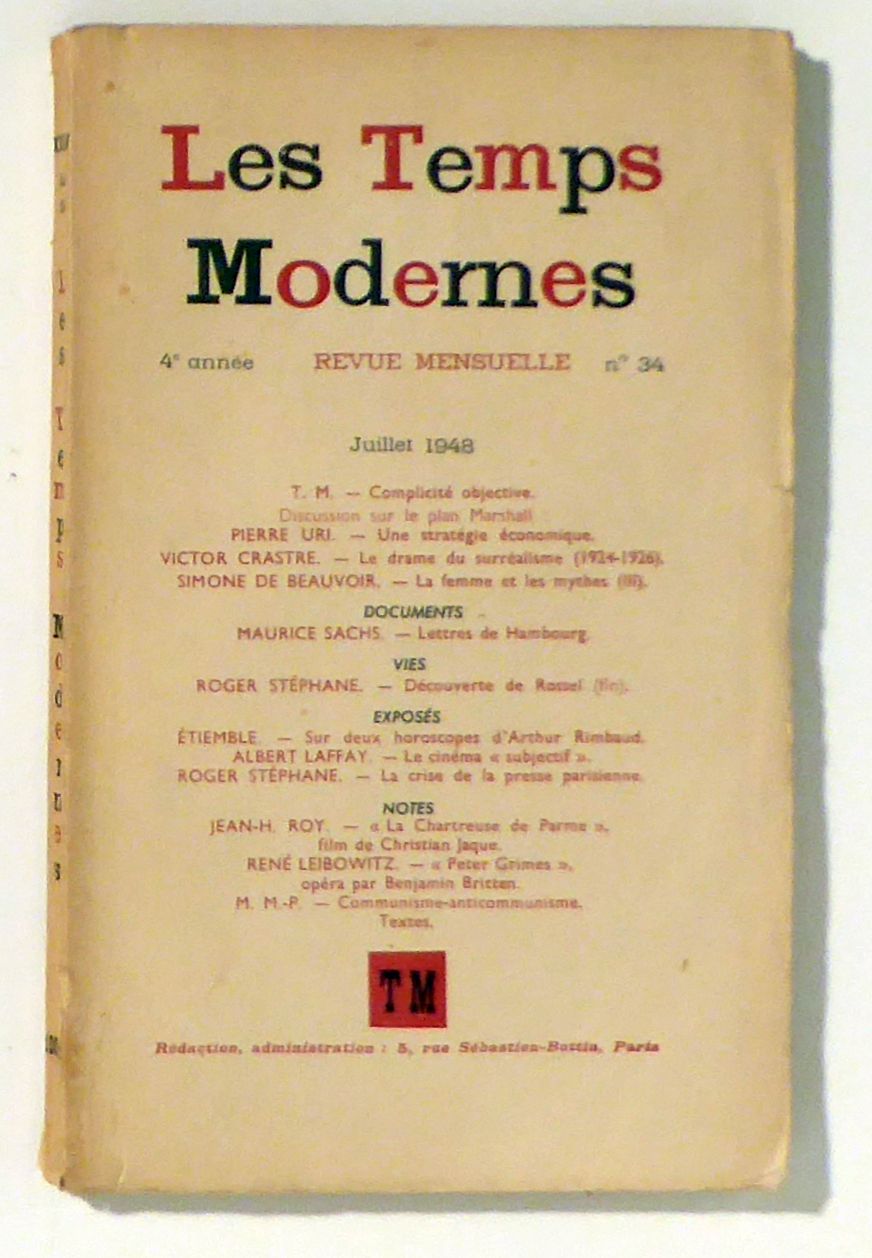 Les Temps
Modernes
4e année REVUE MENSUELLE n° 34
Juillet 1948
T. M. — Complicité objective.
Discussion sur le plan Marshall
PIERRE URI. — Une stratégie économique.
VICTOR CRASTRE. — Le drame du surréalisme (1924-1926).
SIMONE DE BEAUVOIR. — La femme et les mythes (III).
DOCUMENTS
MAURICE SACHS. — Lettres de Hambourg.
VIES
ROGER STÉPHANE. — Découverte de Rossel (fin).
EXPOSÉS
ÉTIEMBLE. — Sur deux horoscopes d'Arthur Rimbaud.
ALBERT LAFFAY. — Le cinéma « subjectif ».
ROGER STÉPHANE. — La crise de la presse parisienne.
NOTES
JEAN-H. ROY. — « La Chartreuse de Parme »,
film de Christian Jaque.
RENÉ LEIBOWITZ. — « Peter Grimes »,
opéra par Benjamin Britten.
M. M.-P. — Communisme-anticommunisme.
Textes.
TM
Rédaction, administration : 5, rue Sébastien-Bottin, Paris
Les Temps Modernes